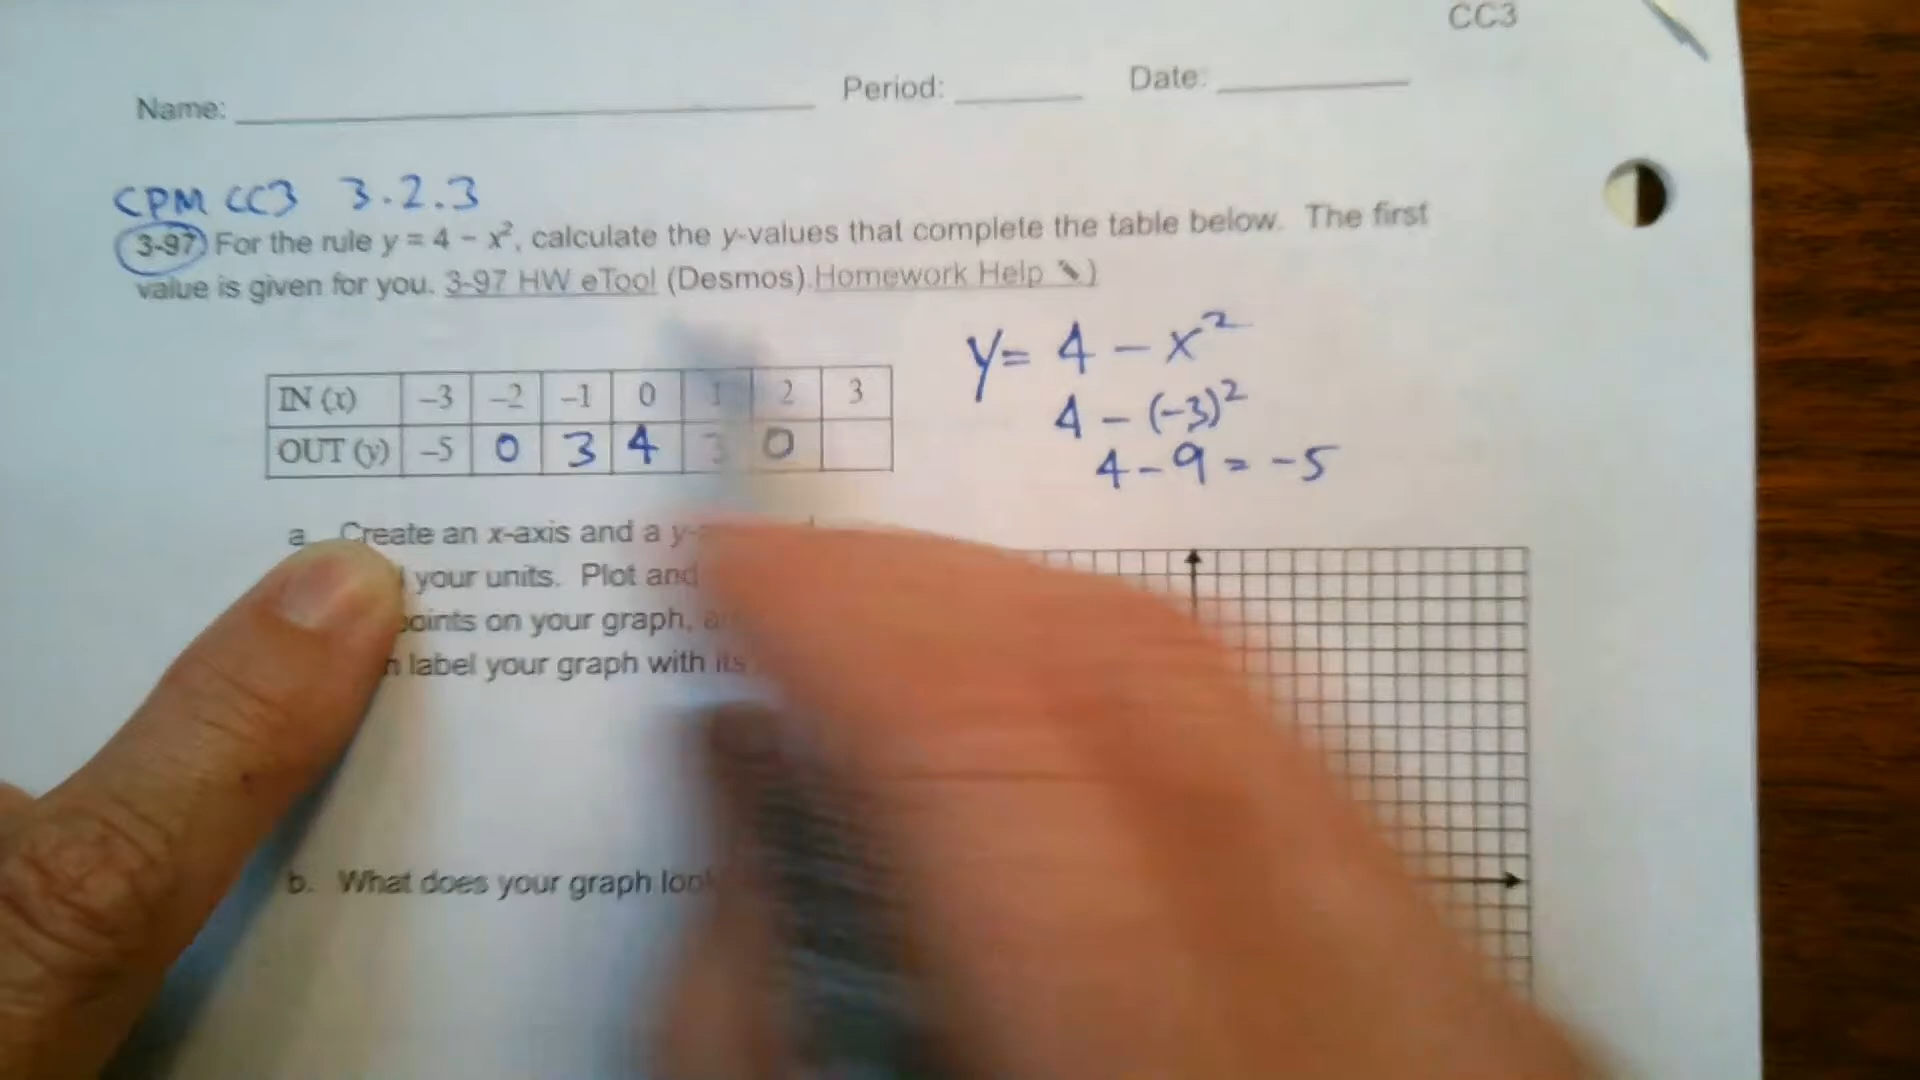 CC3
Name: Period: Date:
CPM CC3 3.2.3
3-97 For the rule y = 4 − x², calculate the y-values that complete the table below. The first
value is given for you. 3-97 HW eTool (Desmos).Homework Help ✎)
y = 4 − x²
4 − (−3)²
4 − 9 = −5
IN (x) −3 −2 −1 0 1 2 3
OUT (y) −5 0 3 4 3 0
a. Create an x-axis and a
your units. Plot and
points on your graph,
label your graph with its
b. What does your graph